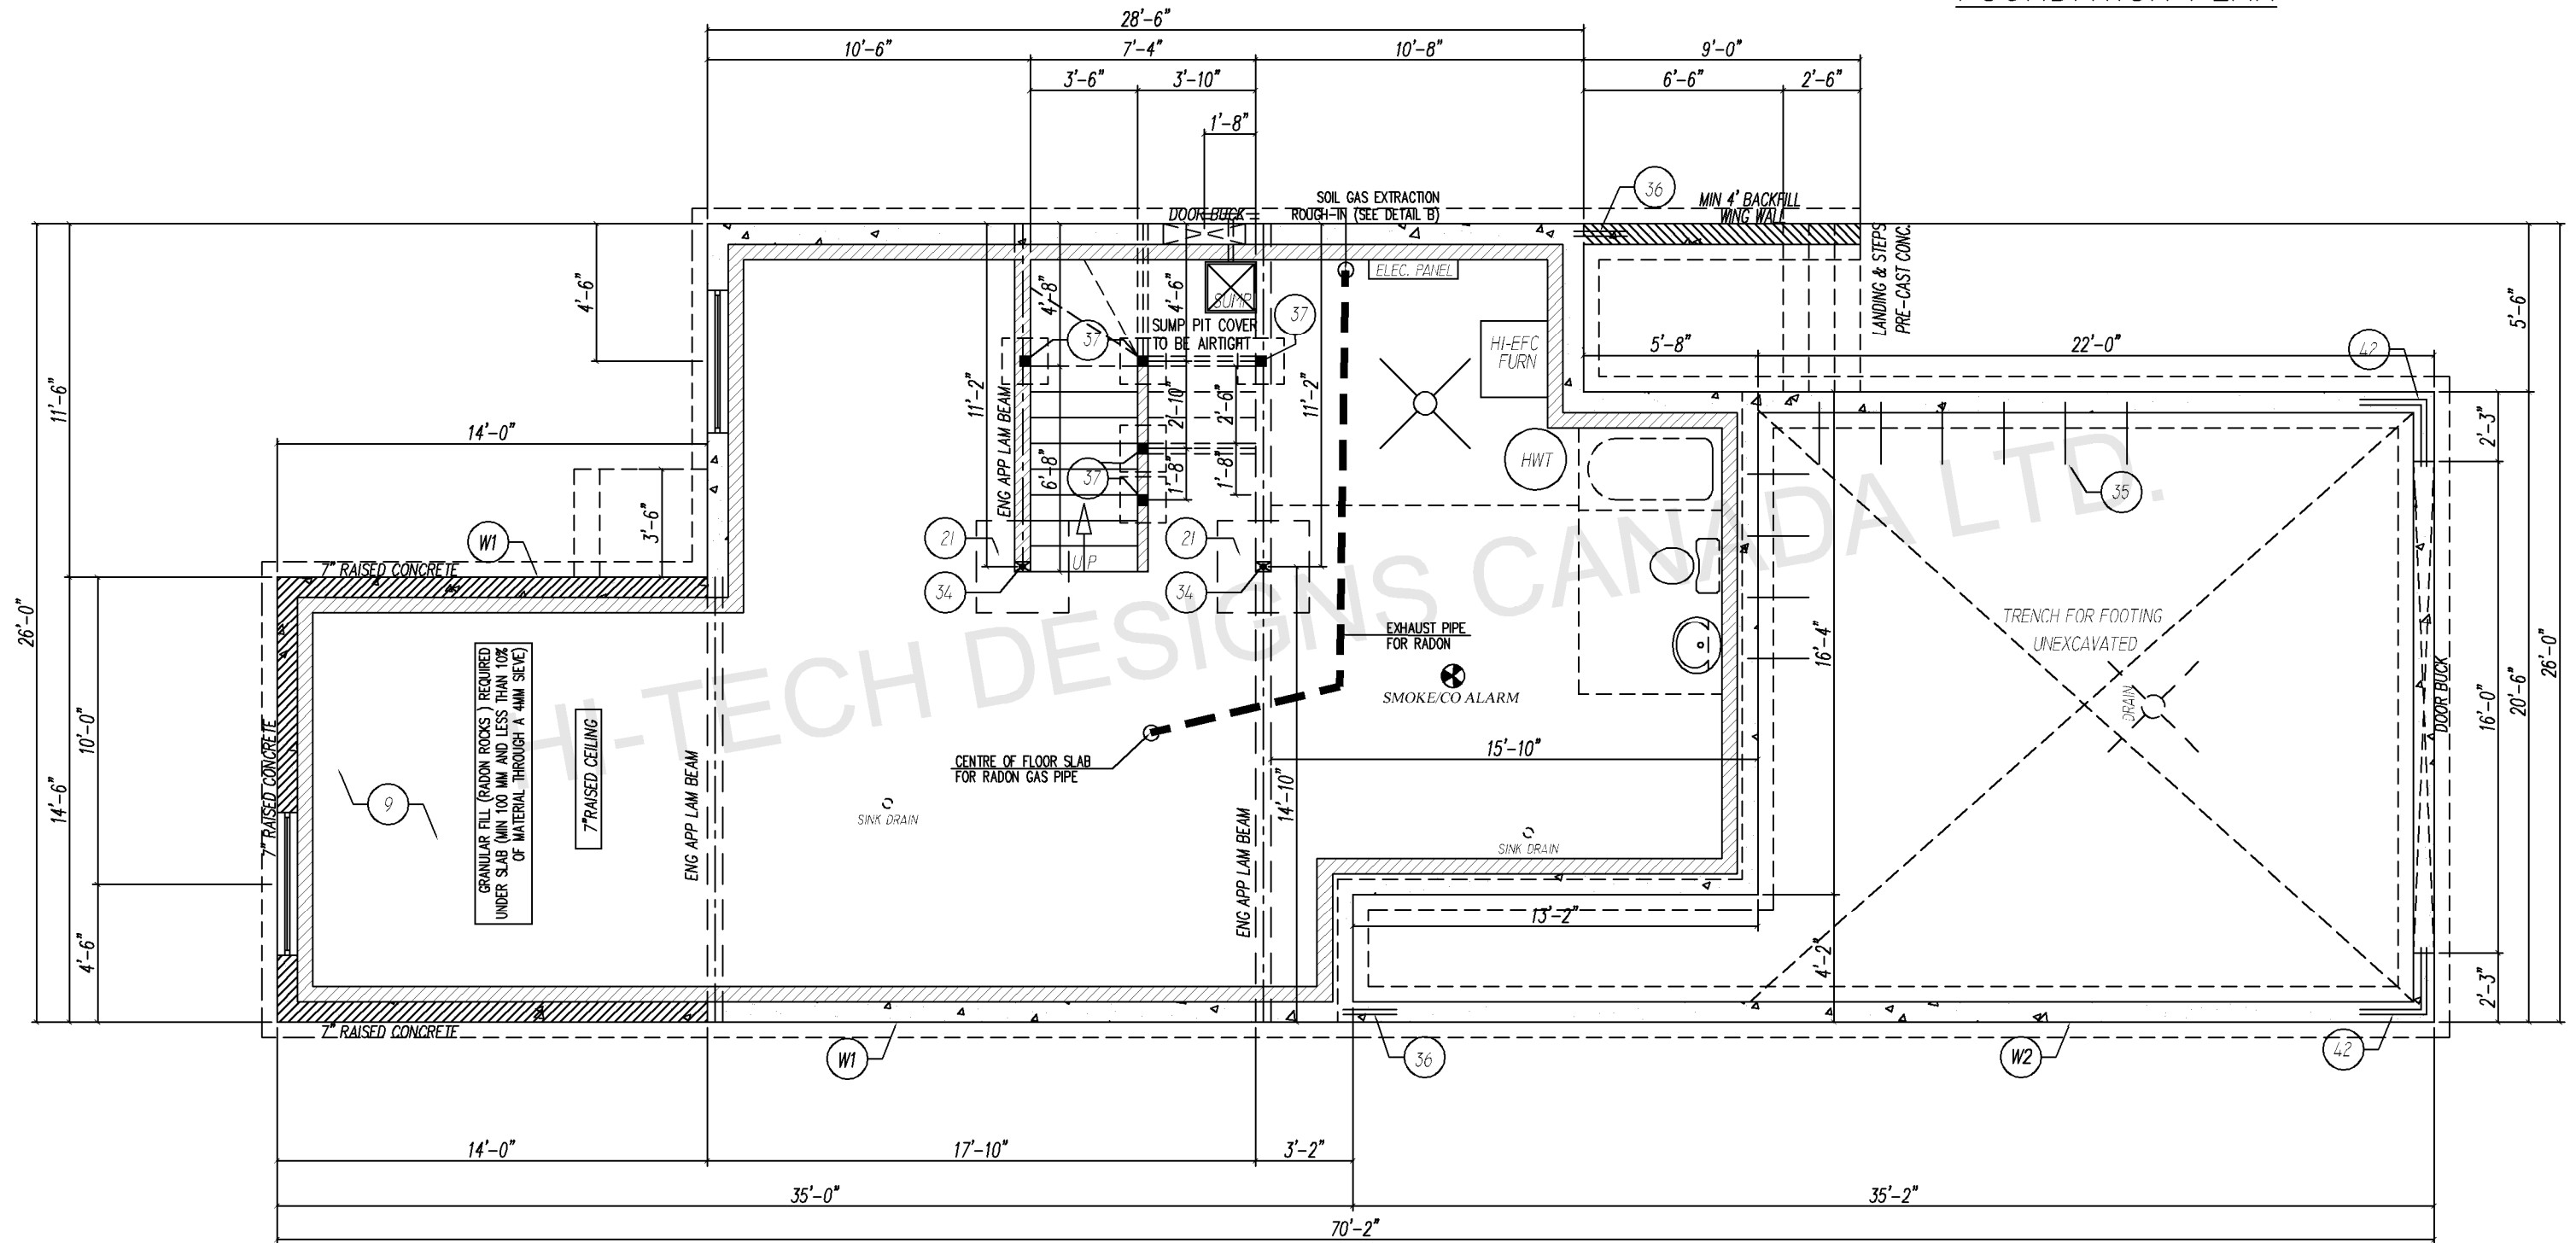 28'-6"
10'-6"
7'-4"
10'-8"
9'-0"
3'-6"
3'-10"
6'-6"
2'-6"
1'-8"
SOIL GAS EXTRACTION
ROUGH-IN (SEE DETAIL B)
36
MIN 4' BACKFILL
WING WALL
DOOR BUCK
ELEC. PANEL
LANDING & STEPS
PRE-CAST CONC.
4'-6"
4'-8"
4'-6"
SUMP
SUMP PIT COVER
TO BE AIRTIGHT
37
37
HI-EFC
FURN
5'-8"
22'-0"
42
5'-6"
11'-6"
11'-2"
ENG APP LAM BEAM
2'-10"
2'-6"
11'-2"
14'-0"
2'-3"
HWT
37
6'-8"
1'-8"
1'-8"
35
3'-6"
W1
21
21
UP
7" RAISED CONCRETE
34
34
HI-TECH DESIGNS CANADA LTD.
TRENCH FOR FOOTING
UNEXCAVATED
26'-0"
EXHAUST PIPE
FOR RADON
16'-4"
SMOKE/CO ALARM
DRAIN
DOOR BUCK
16'-0"
20'-6"
26'-0"
10'-0"
14'-6"
7" RAISED CONCRETE
9
GRANULAR FILL (RADON ROCKS ) REQUIRED
UNDER SLAB (MIN 100 MM AND LESS THAN 10%
OF MATERIAL THROUGH A 4MM SIEVE)
7"RAISED CEILING
ENG APP LAM BEAM
CENTRE OF FLOOR SLAB
FOR RADON GAS PIPE
15'-10"
14'-10"
SINK DRAIN
SINK DRAIN
ENG APP LAM BEAM
13'-2"
4'-6"
4'-2"
2'-3"
7" RAISED CONCRETE
W1
36
W2
42
14'-0"
17'-10"
3'-2"
35'-0"
35'-2"
70'-2"